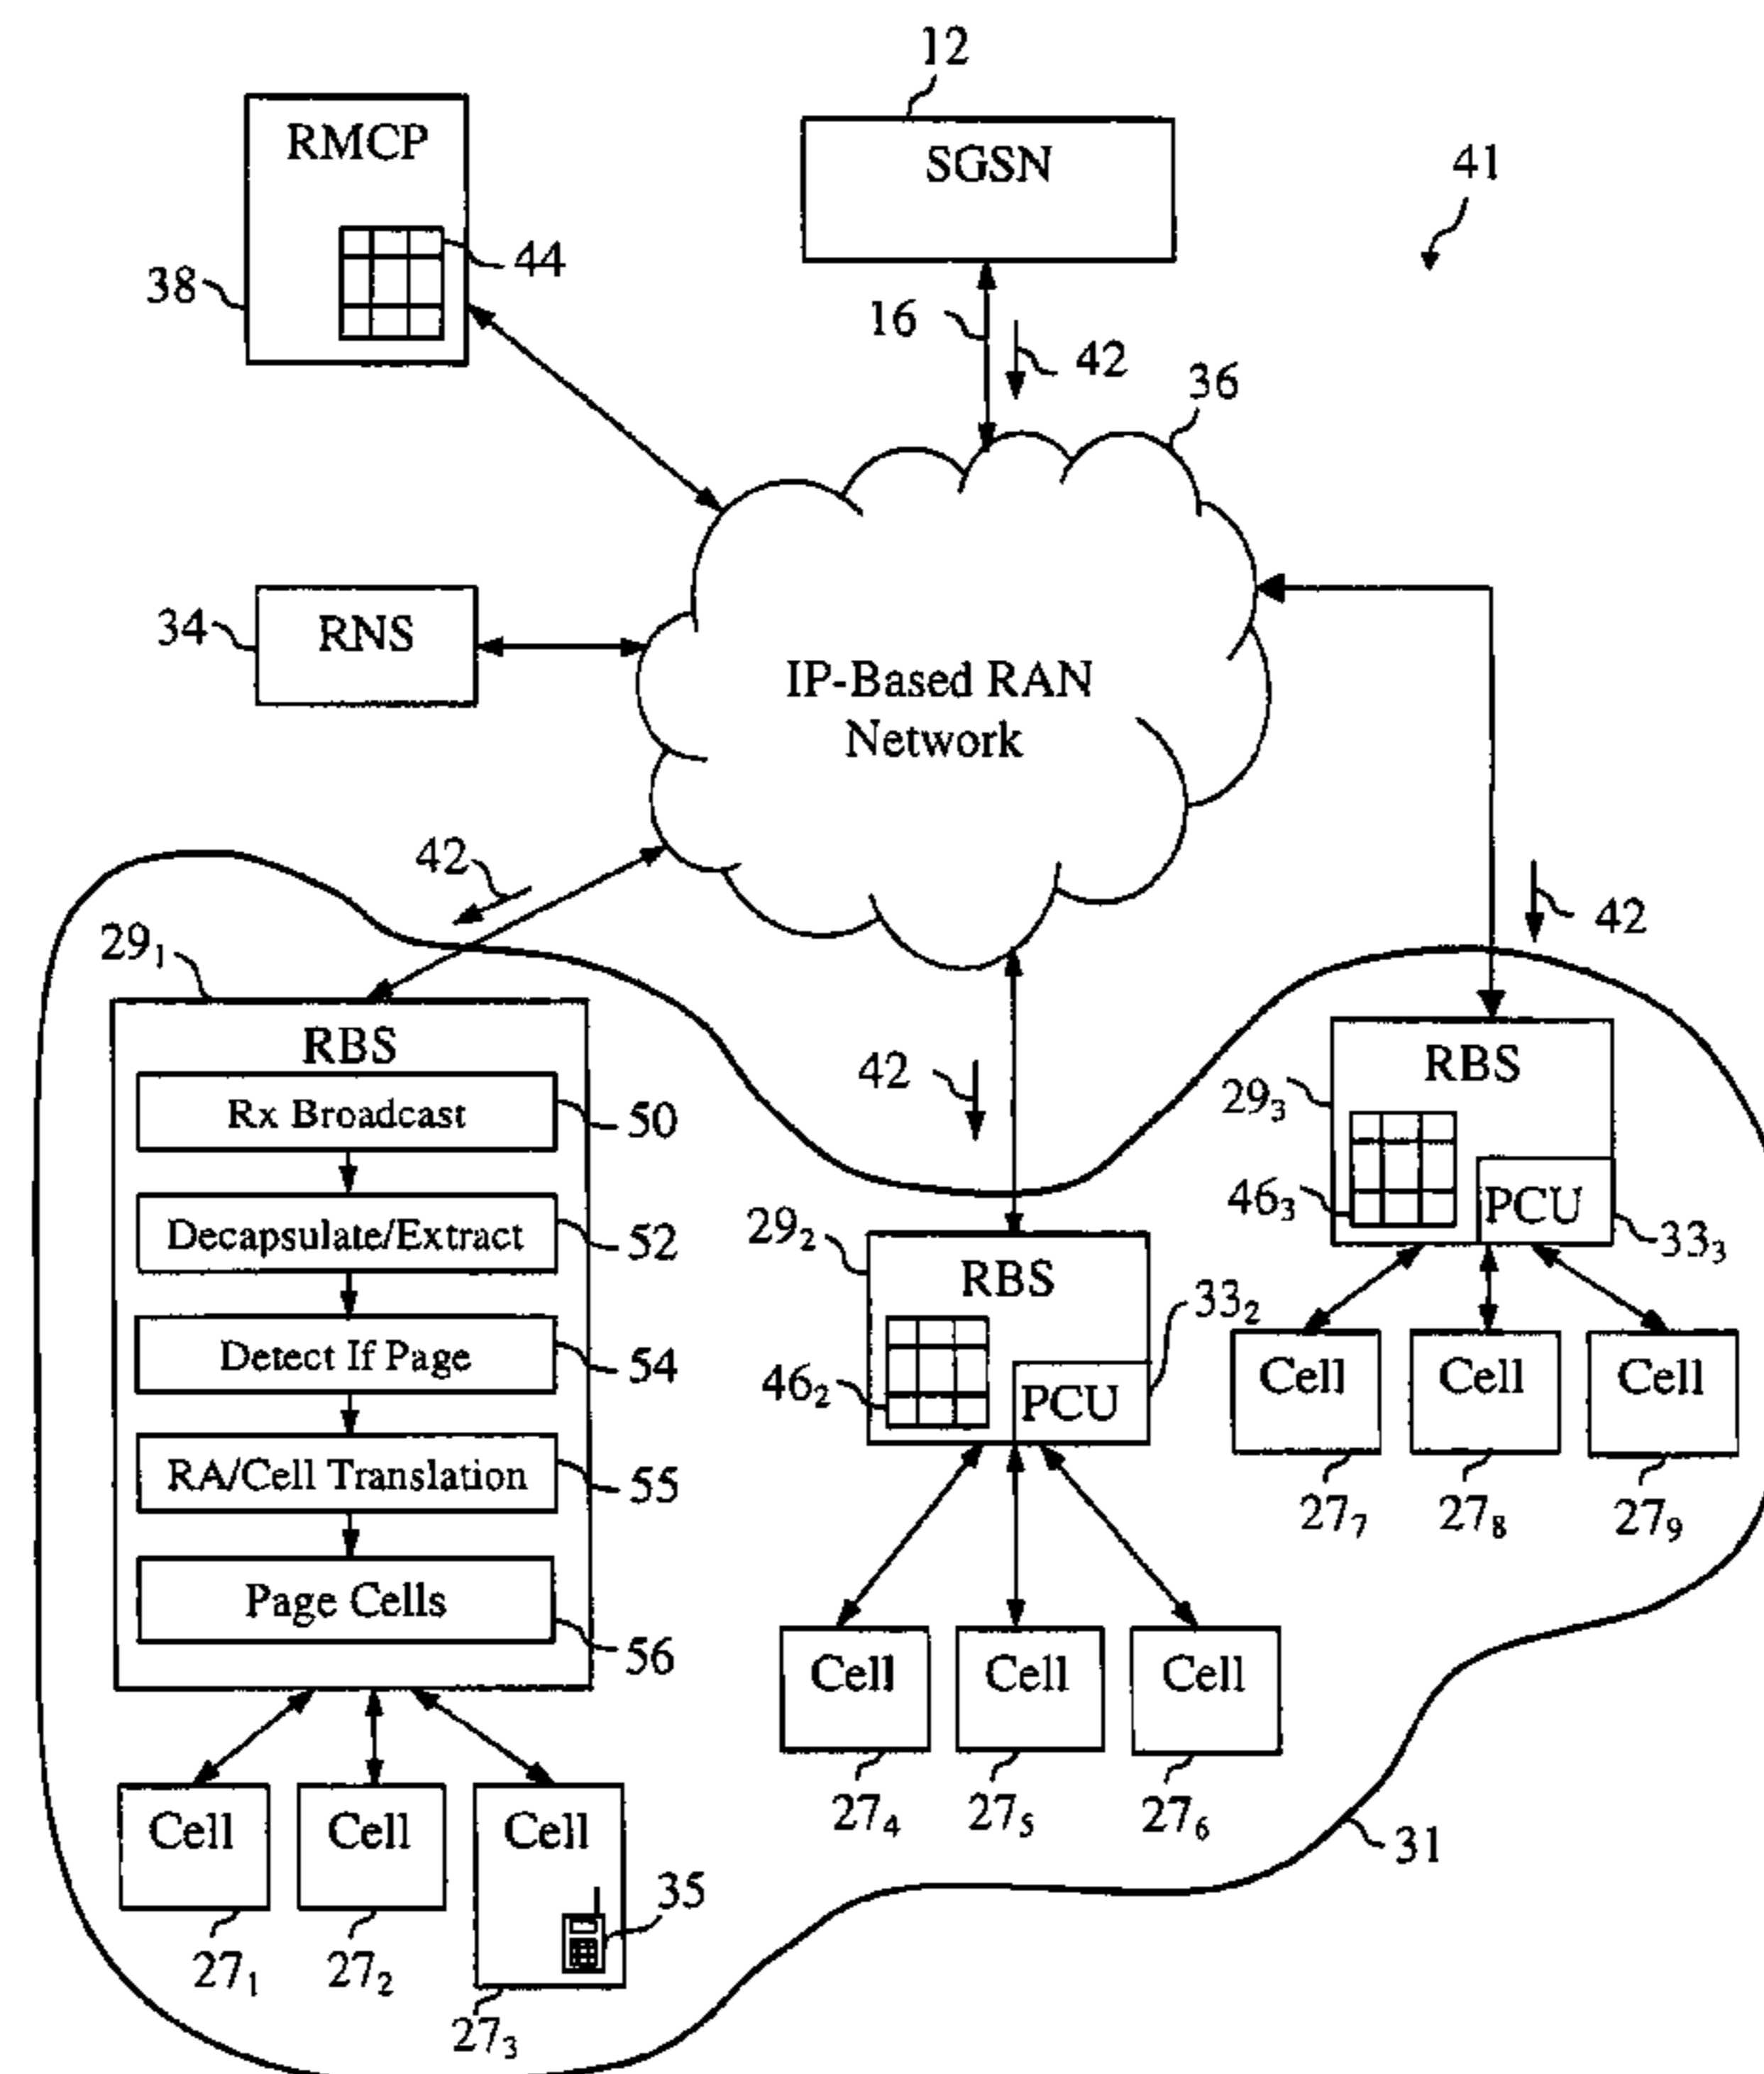 12
RMCP
SGSN
41
44
38
16
42
36
34
RNS
IP-Based RAN
Network
42
42
29₁
RBS
42
RBS
29₃
Rx Broadcast
50
46₃
PCU
33₃
Decapsulate/Extract
52
29₂
RBS
33₂
Detect If Page
54
46₂
PCU
Cell
Cell
Cell
RA/Cell Translation
55
27₇
27₈
27₉
Page Cells
56
Cell
Cell
Cell
27₄
27₅
27₆
31
Cell
Cell
Cell
35
27₁
27₂
27₃